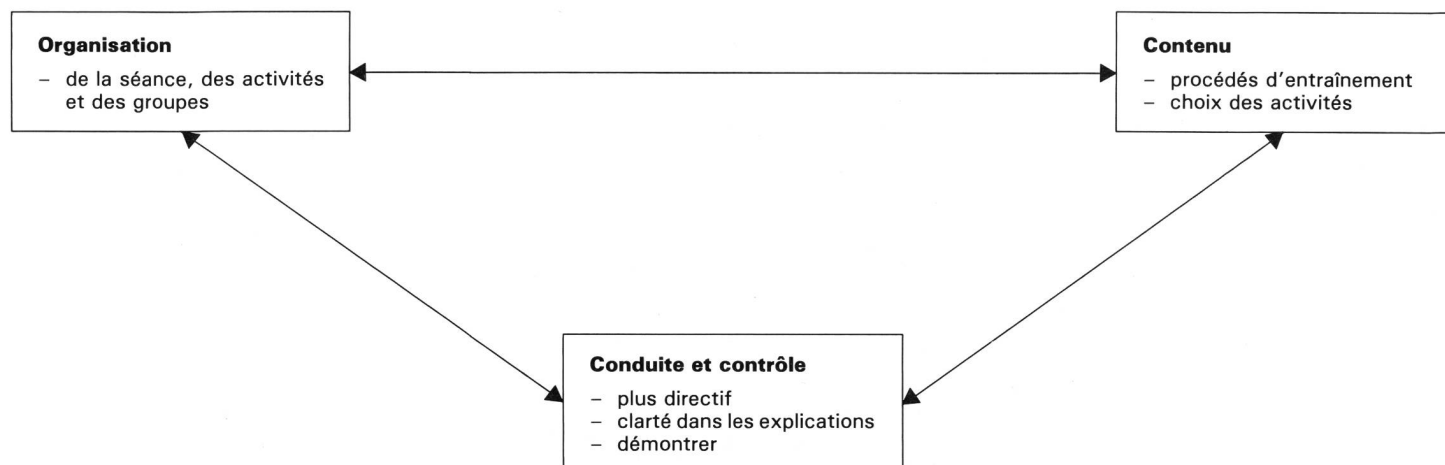 Organisation
– de la séance, des activités
et des groupes
Contenu
– procédés d'entraînement
– choix des activités
Conduite et contrôle
– plus directif
– clarté dans les explications
– démontrer